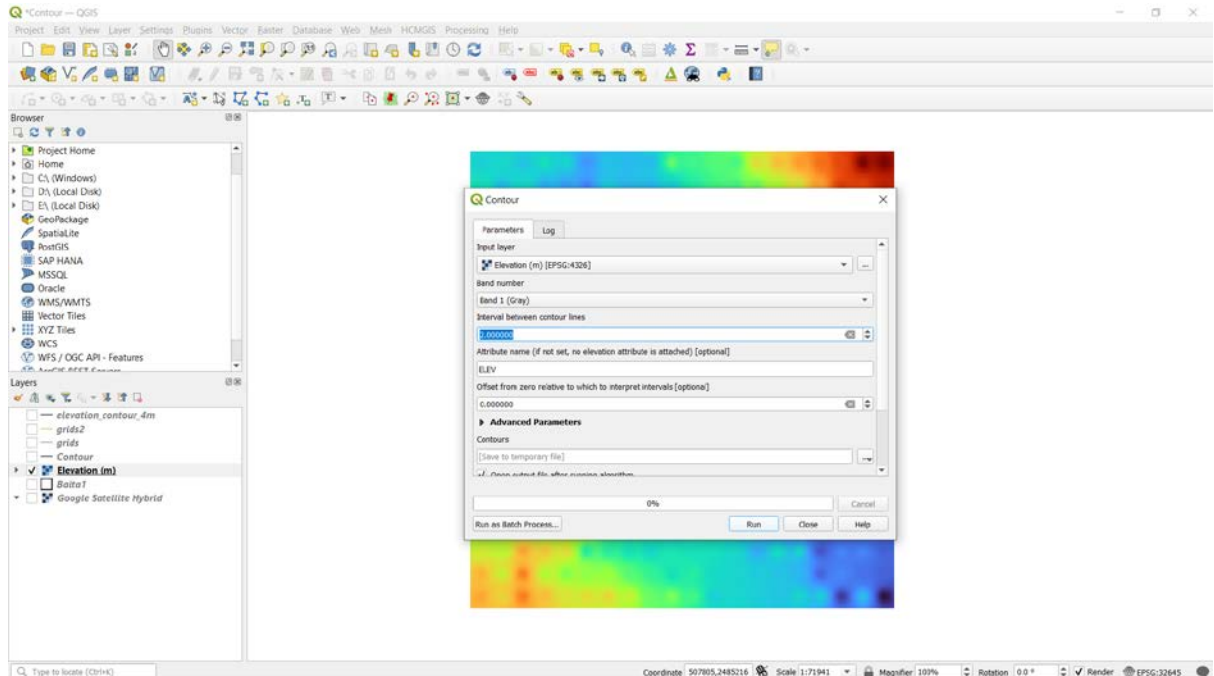 *Contour — QGIS
Project Edit View Layer Settings Plugins Vector Raster Database Web Mesh HCMGIS Processing Help
Browser
Project Home
Home
C:\ (Windows)
D:\ (Local Disk)
E:\ (Local Disk)
GeoPackage
SpatiaLite
PostGIS
SAP HANA
MSSQL
Oracle
WMS/WMTS
Vector Tiles
XYZ Tiles
WCS
WFS / OGC API - Features
Layers
elevation_contour_4m
grids2
grids
Contour
Elevation (m)
Google Satellite Hybrid
Contour
Parameters Log
Input layer
Elevation (m) [EPSG:4326]
Band number
Band 1 (Gray)
Interval between contour lines
2.000000
Attribute name (if not set, no elevation attribute is attached) [optional]
ELEV
Offset from zero relative to which to interpret intervals [optional]
0.000000
Advanced Parameters
Contours
[Save to temporary file]
Open output file after running algorithm
0% Cancel
Run as Batch Process... Run Close Help
Type to locate (Ctrl+K) Coordinate 507805,2485216 Scale 1:71941 Magnifier 100% Rotation 0.0 ° Render EPSG:32645